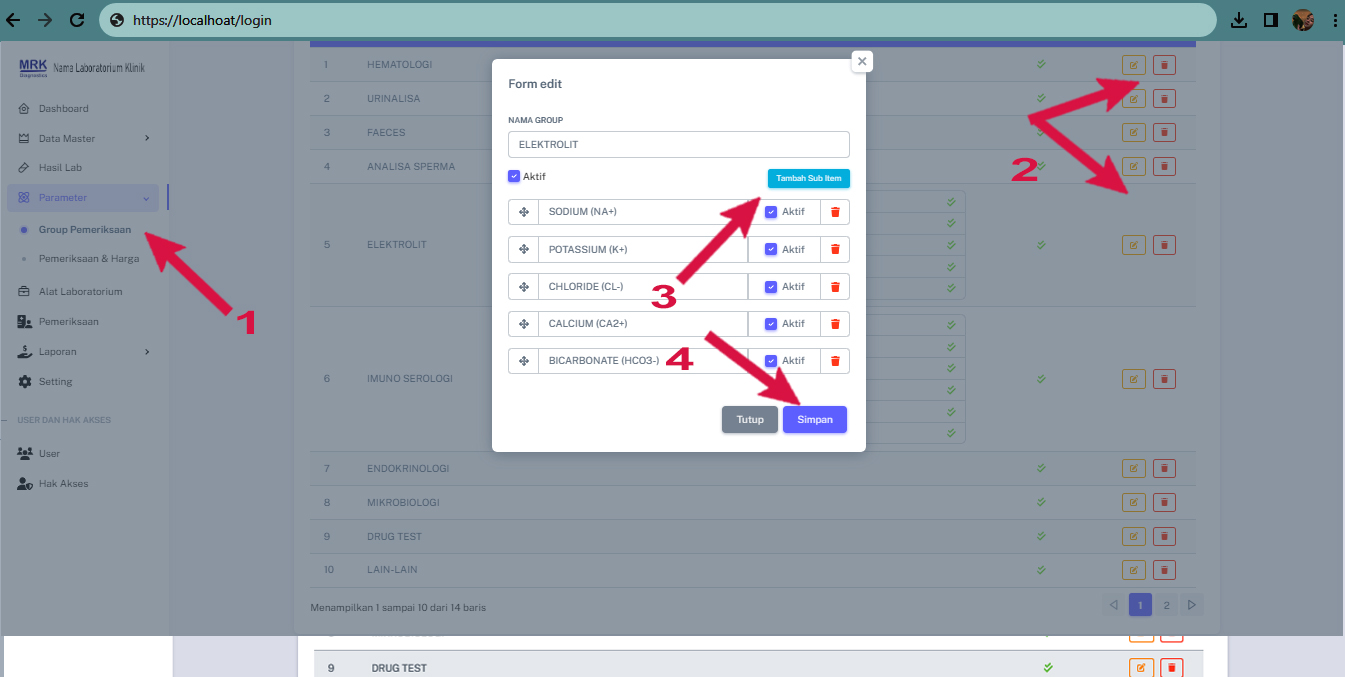 https://localhoat/login
MRK
Diagnostics
Nama Laboratorium Klinik
Dashboard
Data Master
Hasil Lab
Parameter
Group Pemeriksaan
Pemeriksaan & Harga
Alat Laboratorium
Pemeriksaan
Laporan
Setting
USER DAN HAK AKSES
User
Hak Akses
1
1 HEMATOLOGI
2 URINALISA
3 FAECES
4 ANALISA SPERMA
5 ELEKTROLIT
6 IMUNO SEROLOGI
7 ENDOKRINOLOGI
8 MIKROBIOLOGI
9 DRUG TEST
10 LAIN-LAIN
Menampilkan 1 sampai 10 dari 14 baris
1 2
2
Form edit
NAMA GROUP
ELEKTROLIT
Aktif
Tambah Sub Item
SODIUM (NA+) Aktif
POTASSIUM (K+) Aktif
3
CHLORIDE (CL-) Aktif
CALCIUM (CA2+) Aktif
BICARBONATE (HCO3-) Aktif
4
Tutup Simpan
9 DRUG TEST